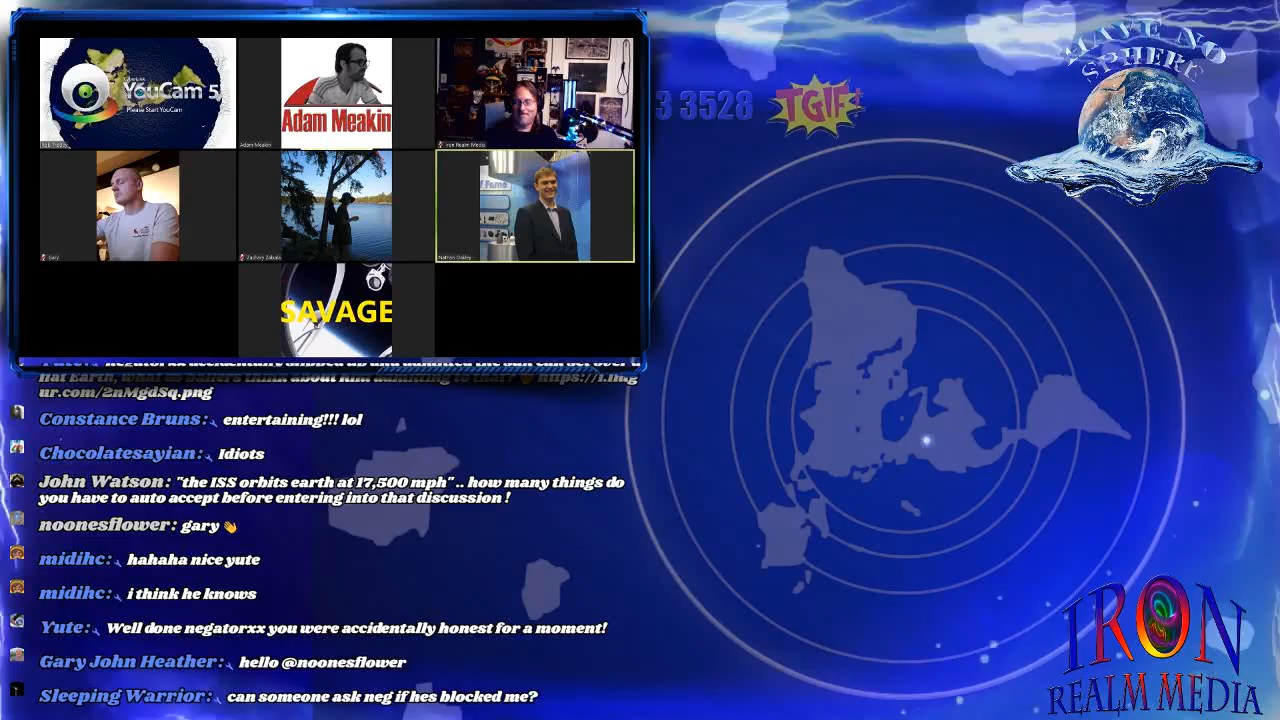 YouCam 5
Please Start YouCam
Adam Meakin
Adam Meakin
Iron Realm Media
Gary
Zachary Zabala
Nathan Oakley
SAVAGE
3528
TGIF
IRON
REALM MEDIA
flat Earth, what do ballers think about him admitting to that? https://i.img
ur.com/2nMgdSq.png
Constance Bruns: entertaining!!! lol
Chocolatesayian: Idiots
John Watson: "the ISS orbits earth at 17,500 mph" .. how many things do
you have to auto accept before entering into that discussion !
noonesflower: gary 👋
midihc: hahaha nice yute
midihc: i think he knows
Yute: Well done negatorxx you were accidentally honest for a moment!
Gary John Heather: hello @noonesflower
Sleeping Warrior: can someone ask neg if hes blocked me?